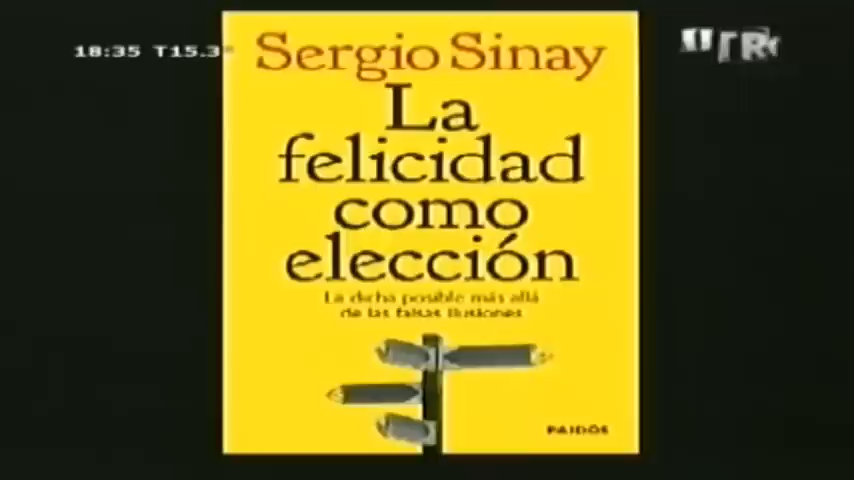 18:35 T15.3°
Sergio Sinay
La
felicidad
como
elección
La dicha posible más allá
de las falsas ilusiones
PAIDÓS